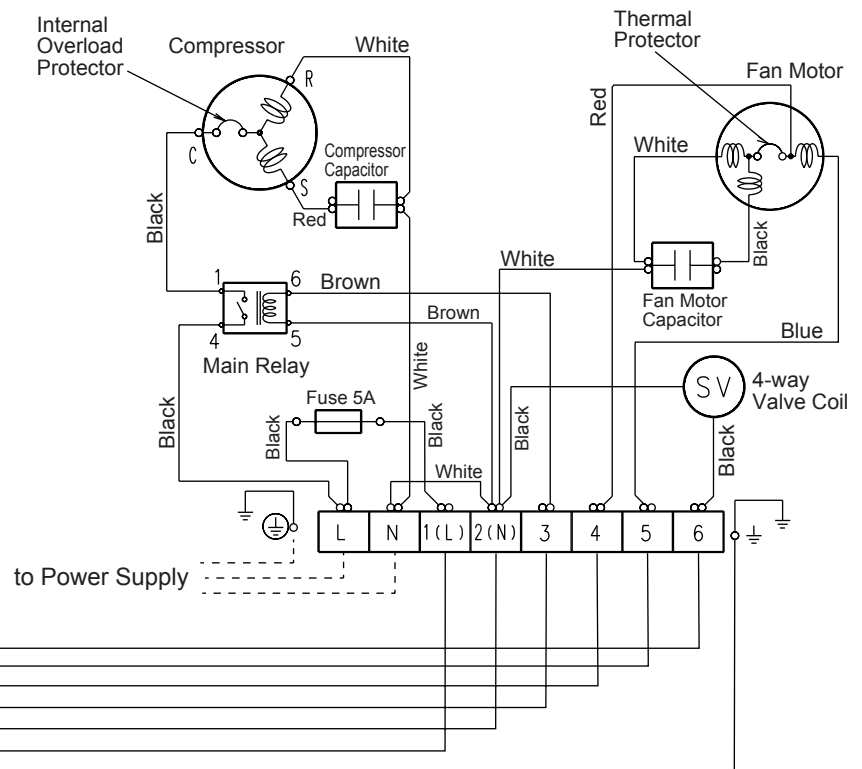 Internal
Overload
Protector
Compressor
White
Thermal
Protector
Fan Motor
R
C
S
Compressor
Capacitor
Red
Red
White
Black
Black
White
Fan Motor
Capacitor
1
6
Brown
4
5
Brown
Main Relay
White
Blue
Black
Fuse 5A
Black
Black
White
Black
SV
4-way
Valve Coil
Black
L
N
1(L)
2(N)
3
4
5
6
to Power Supply